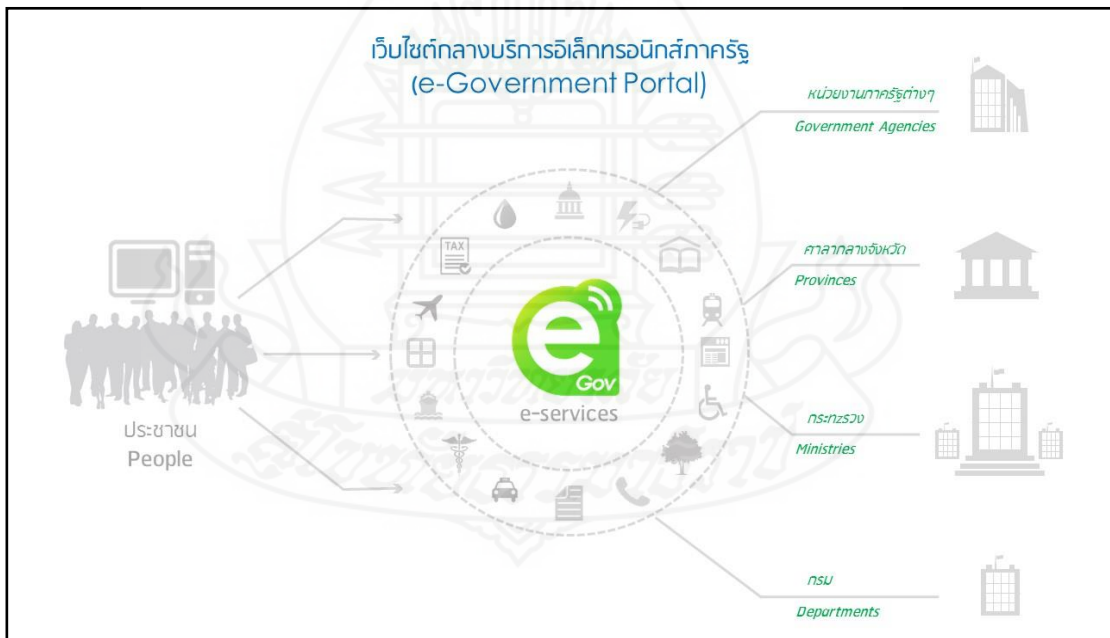 เว็บไซต์กลางบริการอิเล็กทรอนิกส์ภาครัฐ
(e-Government Portal)
หน่วยงานภาครัฐต่างๆ
Government Agencies
TAX
ศาลากลางจังหวัด
Provinces
e
Gov
e-services
ประชาชน
People
กระทรวง
Ministries
กรม
Departments